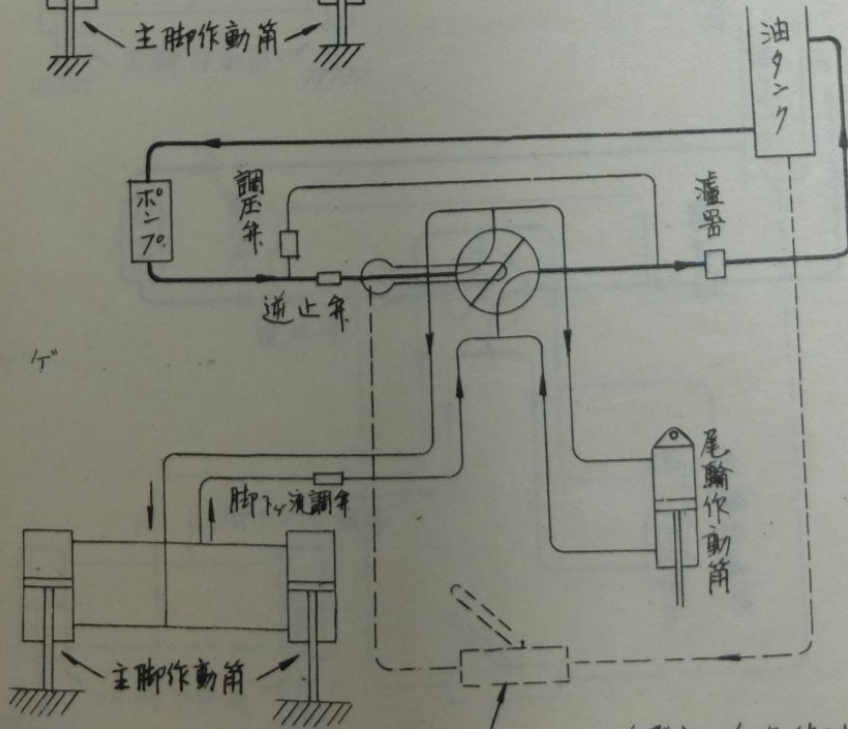 主脚作動筒
油タンク
ポンプ
調圧弁
濾器
逆止弁
脚下ゲ流調弁
尾輪作動筒
主脚作動筒